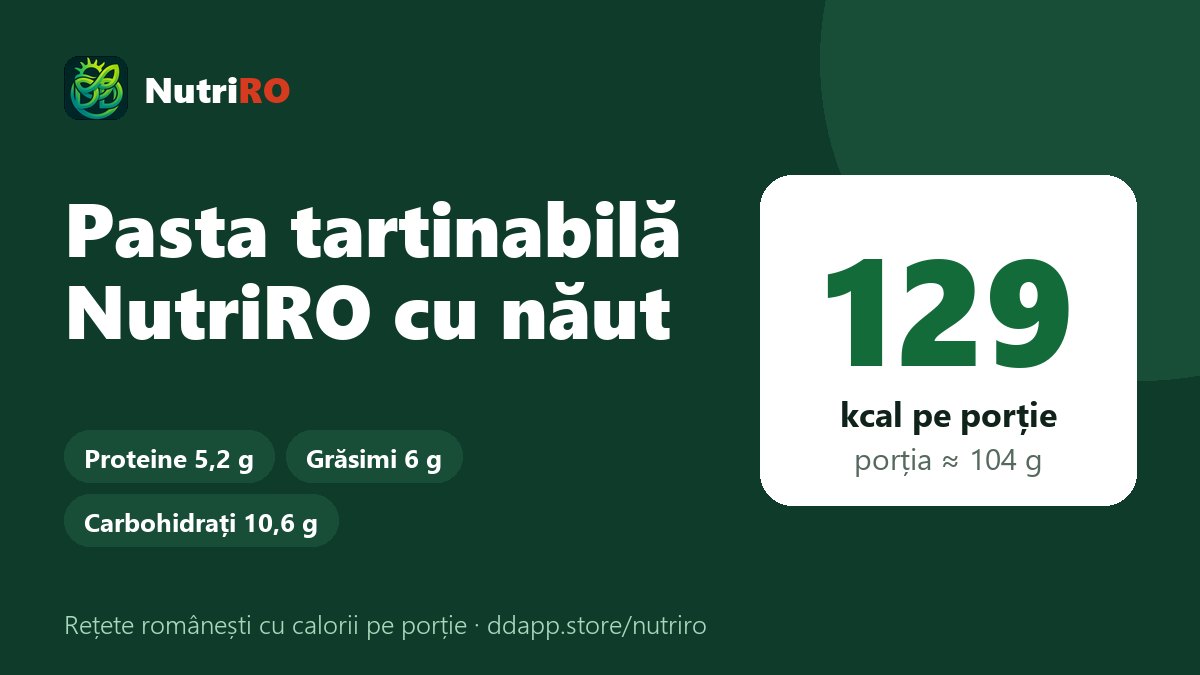 NutriRO
Pasta tartinabilă
NutriRO cu năut
129
kcal pe porție
porția ≈ 104 g
Proteine 5,2 g
Grăsimi 6 g
Carbohidrați 10,6 g
Rețete românești cu calorii pe porție · ddapp.store/nutriro